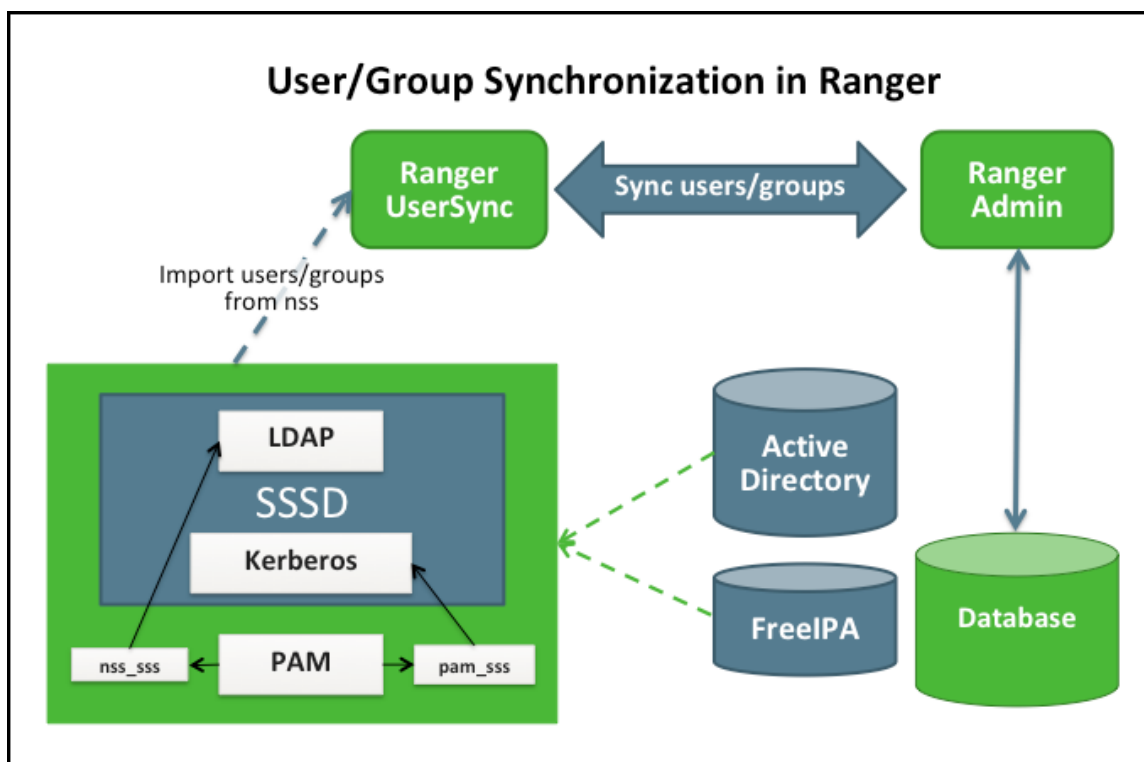 User/Group Synchronization in Ranger
Ranger
UserSync
Sync users/groups
Ranger
Admin
Import users/groups
from nss
LDAP
SSSD
Kerberos
PAM
nss_sss
pam_sss
Active
Directory
FreeIPA
Database